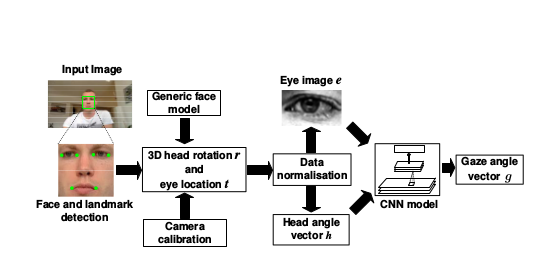 Input Image
Generic face
model
Eye image e
3D head rotation r
and
eye location t
Data
normalisation
Gaze angle
vector g
CNN model
Face and landmark
detection
Camera
calibration
Head angle
vector h